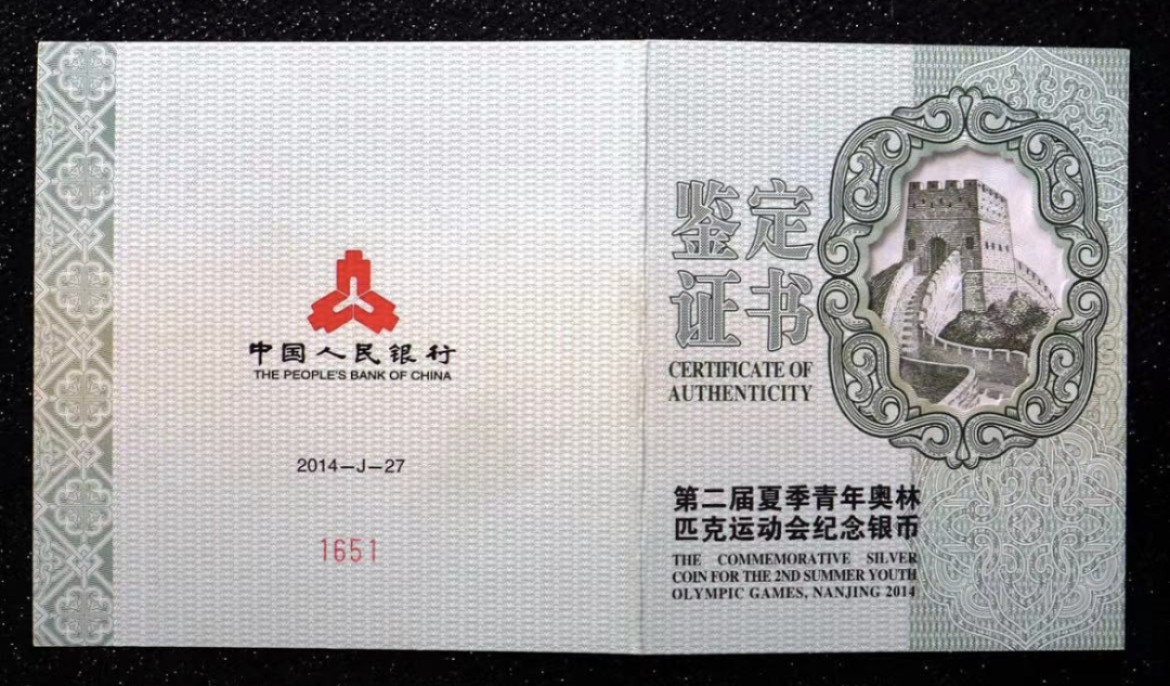 中国人民银行
THE PEOPLE'S BANK OF CHINA
2014—J—27
1651
鉴定
证书
CERTIFICATE OF
AUTHENTICITY
第二届夏季青年奥林
匹克运动会纪念银币
THE COMMEMORATIVE SILVER
COIN FOR THE 2ND SUMMER YOUTH
OLYMPIC GAMES, NANJING 2014